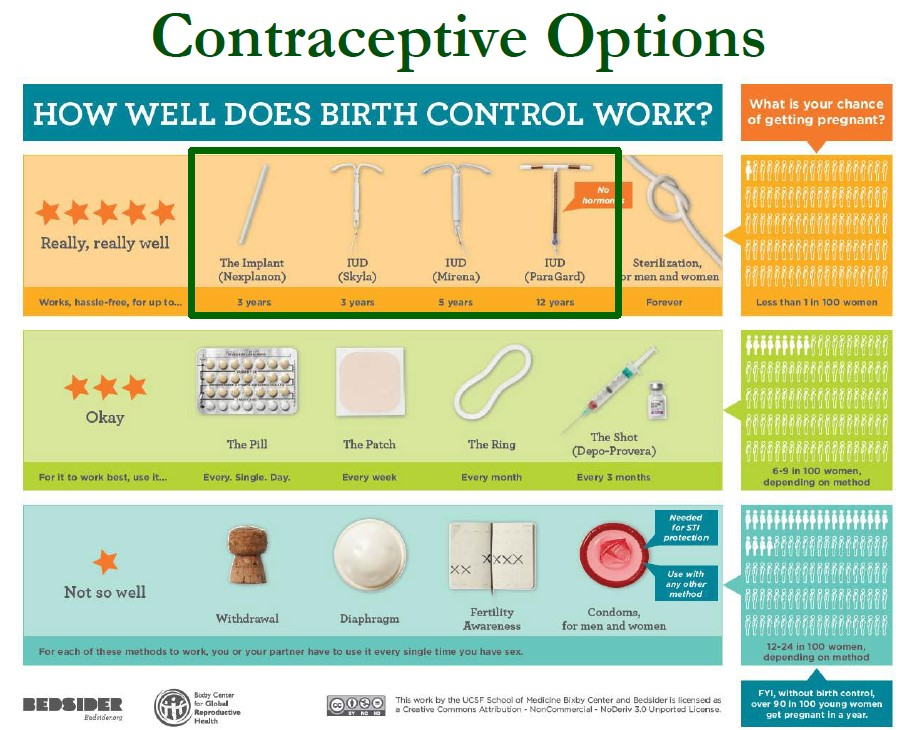 Contraceptive Options
HOW WELL DOES BIRTH CONTROL WORK?
What is your chance
of getting pregnant?
Really, really well
The Implant
(Nexplanon)
IUD
(Skyla)
IUD
(Mirena)
No
hormones
IUD
(ParaGard)
Sterilization,
for men and women
Works, hassle-free, for up to...
3 years
3 years
5 years
12 years
Forever
Less than 1 in 100 women
Okay
The Pill
The Patch
The Ring
The Shot
(Depo-Provera)
For it to work best, use it...
Every. Single. Day.
Every week
Every month
Every 3 months
6-9 in 100 women,
depending on method
Not so well
Withdrawal
Diaphragm
Fertility
Awareness
Condoms,
for men and women
Needed
for STI
protection
Use with
any other
method
For each of these methods to work, you or your partner have to use it every single time you have sex.
12-24 in 100 women,
depending on method
FYI, without birth control,
over 90 in 100 young women
get pregnant in a year.
BEDSIDER
Bedsider.org
Bixby Center
for Global
Reproductive
Health
CC
BY NC ND
This work by the UCSF School of Medicine Bixby Center and Bedsider is licensed as
a Creative Commons Attribution - NonCommercial - NoDeriv 3.0 Unported License.